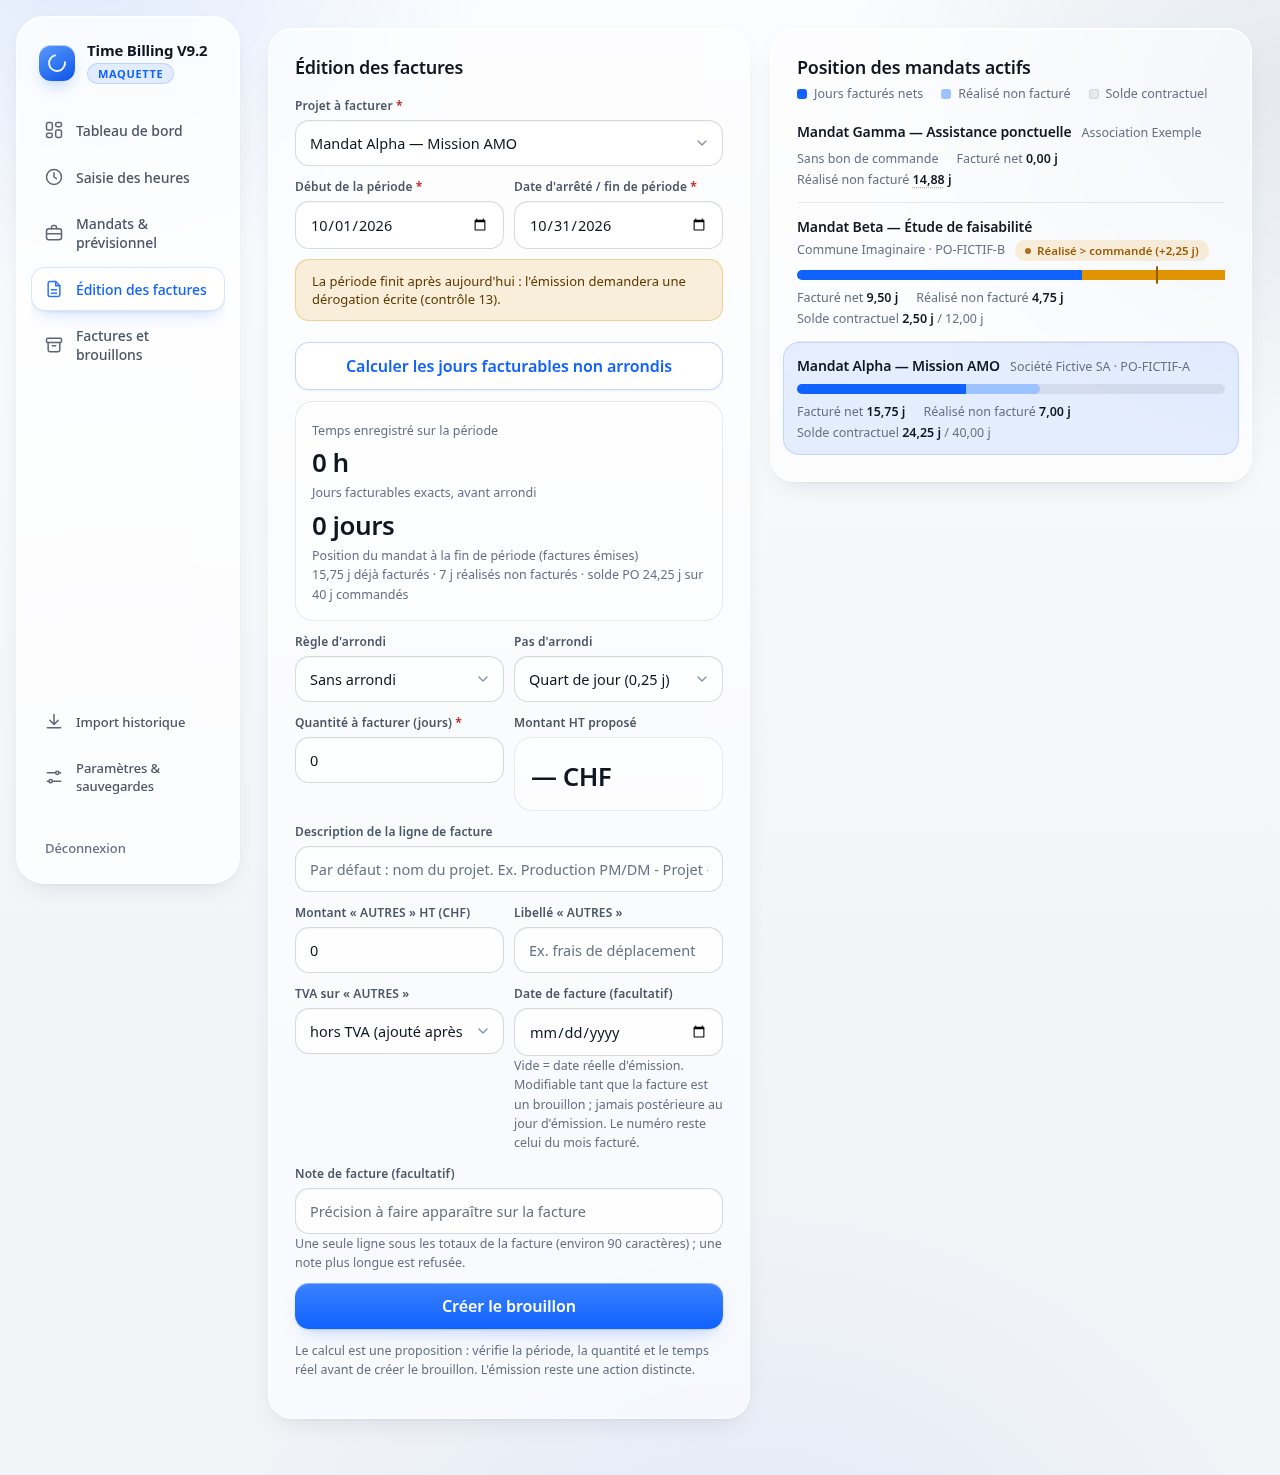 Time Billing V9.2
MAQUETTE
Tableau de bord
Saisie des heures
Mandats &
prévisionnel
Édition des factures
Factures et
brouillons
Import historique
Paramètres &
sauvegardes
Déconnexion
Édition des factures
Projet à facturer *
Mandat Alpha — Mission AMO
Début de la période * Date d'arrêté / fin de période *
10/01/2026 10/31/2026
La période finit après aujourd'hui : l'émission demandera une
dérogation écrite (contrôle 13).
Calculer les jours facturables non arrondis
Temps enregistré sur la période
0 h
Jours facturables exacts, avant arrondi
0 jours
Position du mandat à la fin de période (factures émises)
15,75 j déjà facturés · 7 j réalisés non facturés · solde PO 24,25 j sur
40 j commandés
Règle d'arrondi Pas d'arrondi
Sans arrondi Quart de jour (0,25 j)
Quantité à facturer (jours) * Montant HT proposé
0 — CHF
Description de la ligne de facture
Par défaut : nom du projet. Ex. Production PM/DM - Projet
Montant « AUTRES » HT (CHF) Libellé « AUTRES »
0 Ex. frais de déplacement
TVA sur « AUTRES » Date de facture (facultatif)
hors TVA (ajouté après mm/dd/yyyy
Vide = date réelle d'émission.
Modifiable tant que la facture est
un brouillon ; jamais postérieure au
jour d'émission. Le numéro reste
celui du mois facturé.
Note de facture (facultatif)
Précision à faire apparaître sur la facture
Une seule ligne sous les totaux de la facture (environ 90 caractères) ; une
note plus longue est refusée.
Créer le brouillon
Le calcul est une proposition : vérifie la période, la quantité et le temps
réel avant de créer le brouillon. L'émission reste une action distincte.
Position des mandats actifs
Jours facturés nets Réalisé non facturé Solde contractuel
Mandat Gamma — Assistance ponctuelle Association Exemple
Sans bon de commande Facturé net 0,00 j
Réalisé non facturé 14,88 j
Mandat Beta — Étude de faisabilité
Commune Imaginaire · PO-FICTIF-B Réalisé > commandé (+2,25 j)
Facturé net 9,50 j Réalisé non facturé 4,75 j
Solde contractuel 2,50 j / 12,00 j
Mandat Alpha — Mission AMO Société Fictive SA · PO-FICTIF-A
Facturé net 15,75 j Réalisé non facturé 7,00 j
Solde contractuel 24,25 j / 40,00 j